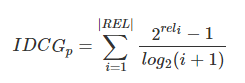 IDCG_p = \sum_{i=1}^{|REL|} \frac{2^{rel_i} - 1}{log_2(i + 1)}